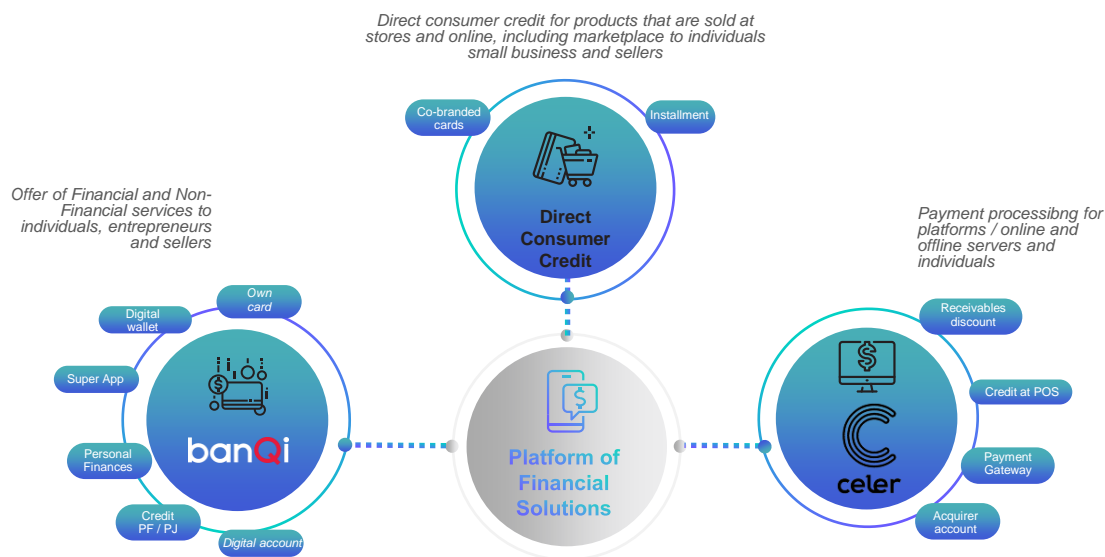 Direct consumer credit for products that are sold at
stores and online, including marketplace to individuals
small business and sellers
Co-branded
cards
Installment
Direct
Consumer
Credit
Offer of Financial and Non-
Financial services to
individuals, entrepreneurs
and sellers
Own
card
Digital
wallet
Super App
Personal
Finances
Credit
PF / PJ
Digital account
banQi
Platform of
Financial
Solutions
Payment processibng for
platforms / online and
offline servers and
individuals
Receivables
discount
Credit at POS
Payment
Gateway
Acquirer
account
celer